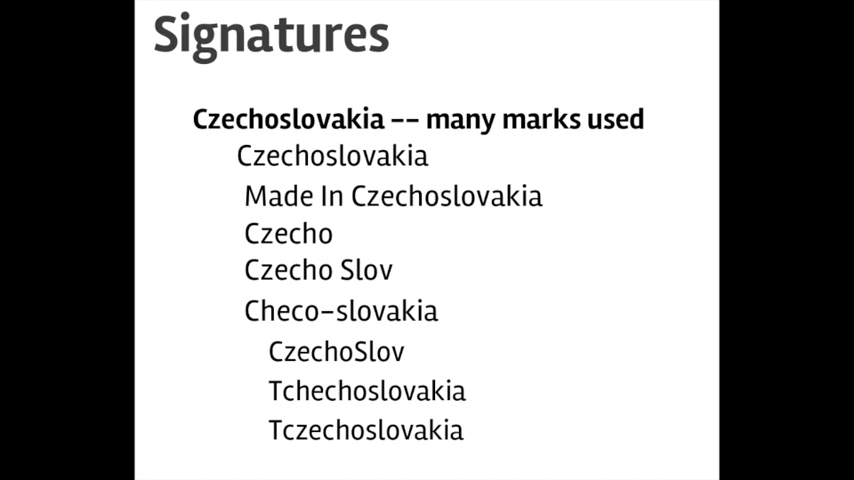 Signatures
Czechoslovakia -- many marks used
Czechoslovakia
Made In Czechoslovakia
Czecho
Czecho Slov
Checo-slovakia
CzechoSlov
Tchechoslovakia
Tczechoslovakia